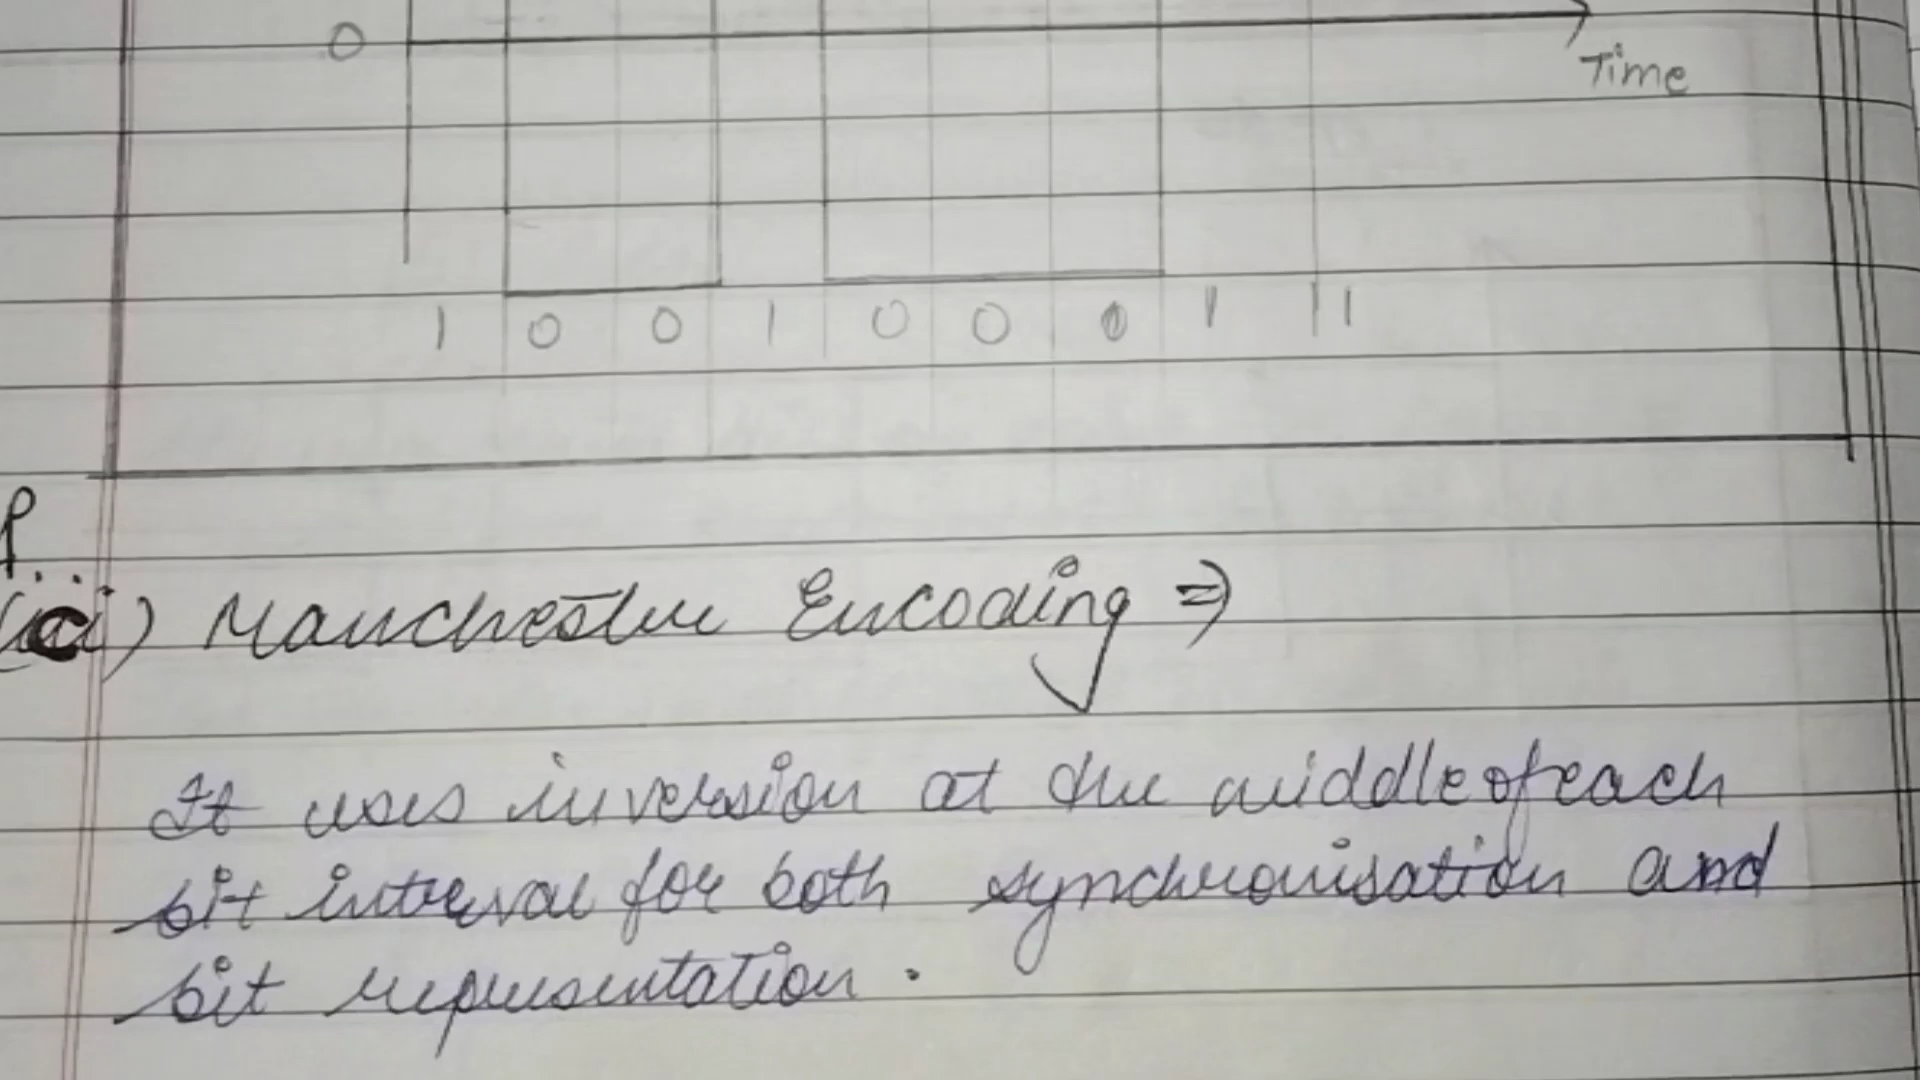 0
Time
1 0 0 1 0 0 0 1 1
Manchester Encoding ⇒
It uses inversion at the middle of each
bit interval for both synchronisation and
bit representation.